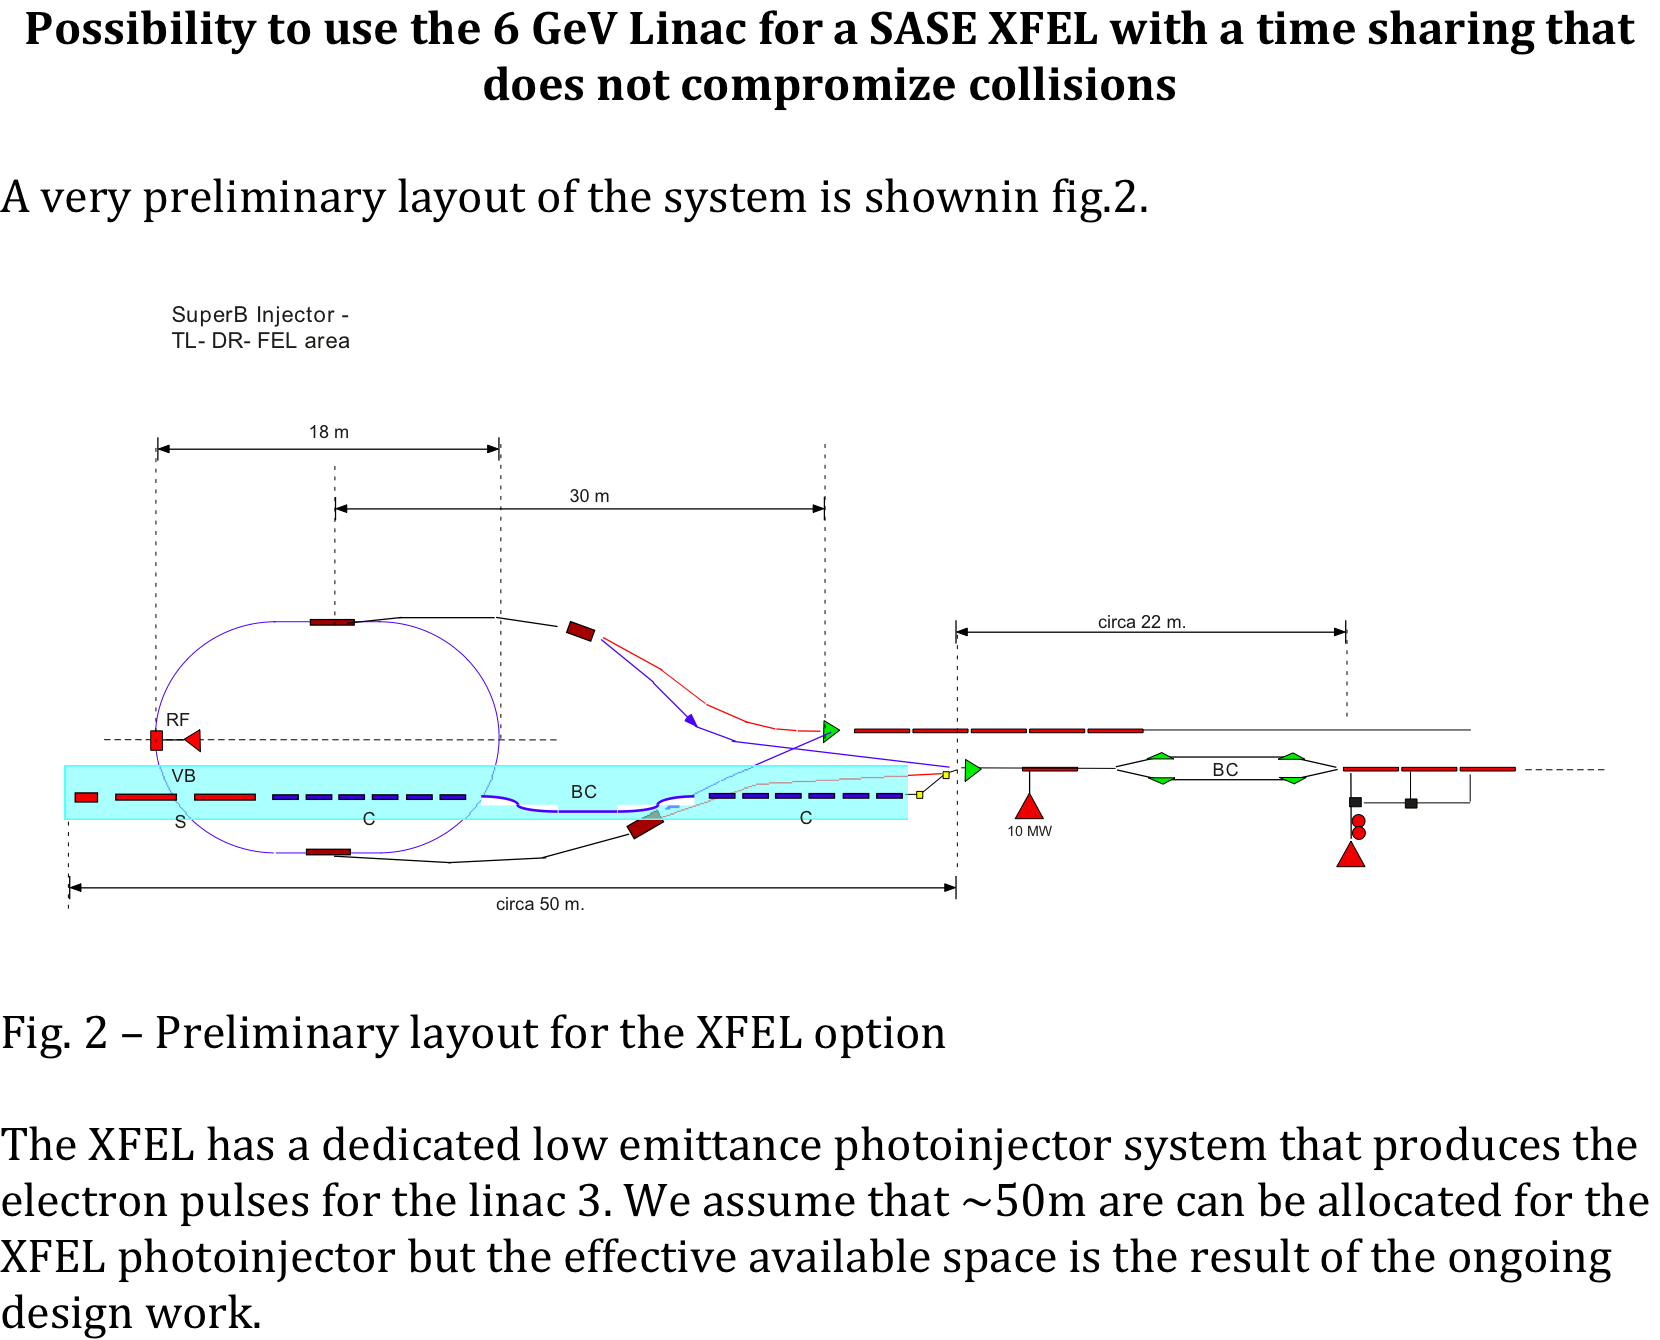 Possibility to use the 6 GeV Linac for a SASE XFEL with a time sharing that
does not compromize collisions
A very preliminary layout of the system is shownin fig.2.
SuperB Injector -
TL- DR- FEL area
18 m
30 m
circa 22 m.
RF
VB
S
C
BC
C
BC
10 MW
circa 50 m.
Fig. 2 – Preliminary layout for the XFEL option
The XFEL has a dedicated low emittance photoinjector system that produces the
electron pulses for the linac 3. We assume that ~50m are can be allocated for the
XFEL photoinjector but the effective available space is the result of the ongoing
design work.